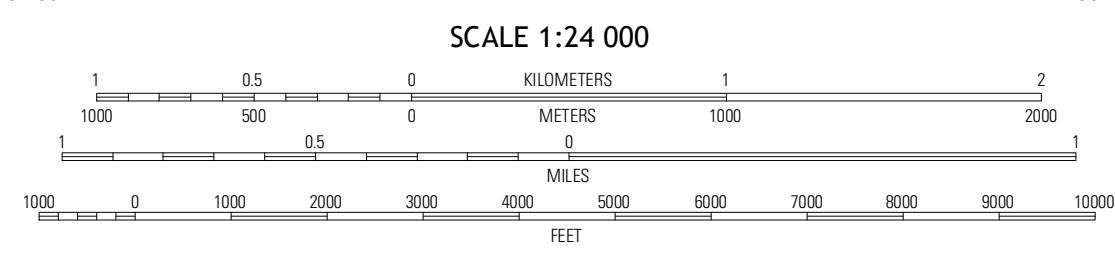 SCALE 1:24 000
1 0.5 0 KILOMETERS 1 2
1000 500 0 METERS 1000 2000
1 0.5 0 1
MILES
1000 0 1000 2000 3000 4000 5000 6000 7000 8000 9000 10000
FEET